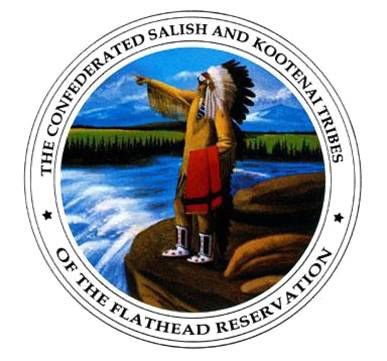 THE CONFEDERATED SALISH AND KOOTENAI TRIBES
OF THE FLATHEAD RESERVATION